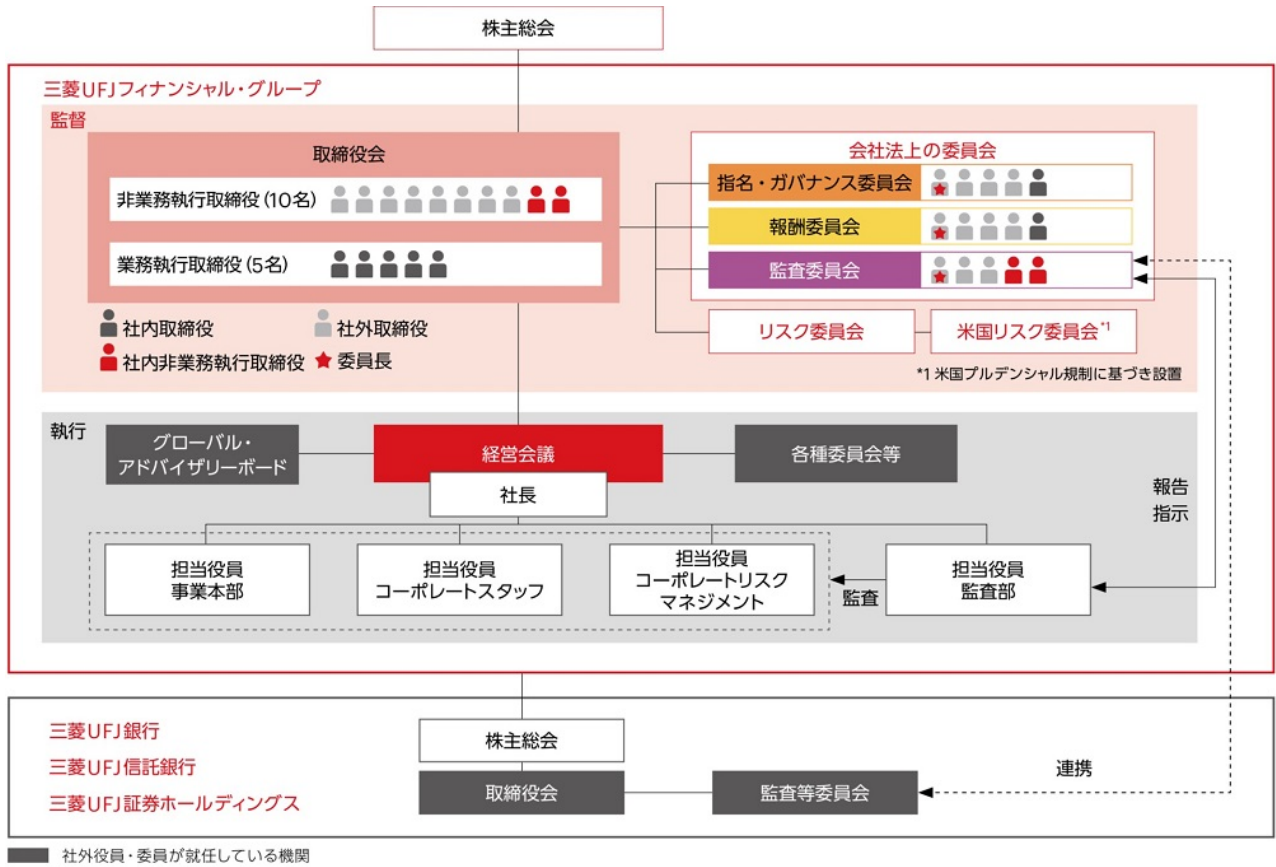 株主総会
三菱UFJフィナンシャル・グループ
監督
取締役会
非業務執行取締役(10名)
業務執行取締役(5名)
社内取締役
社外取締役
社内非業務執行取締役
委員長
会社法上の委員会
指名・ガバナンス委員会
報酬委員会
監査委員会
リスク委員会
米国リスク委員会*1
*1 米国プルデンシャル規制に基づき設置
執行
グローバル・
アドバイザリーボード
経営会議
各種委員会等
社長
報告
指示
担当役員
事業本部
担当役員
コーポレートスタッフ
担当役員
コーポレートリスク
マネジメント
監査
担当役員
監査部
三菱UFJ銀行
三菱UFJ信託銀行
三菱UFJ証券ホールディングス
株主総会
取締役会
監査等委員会
連携
社外役員・委員が就任している機関